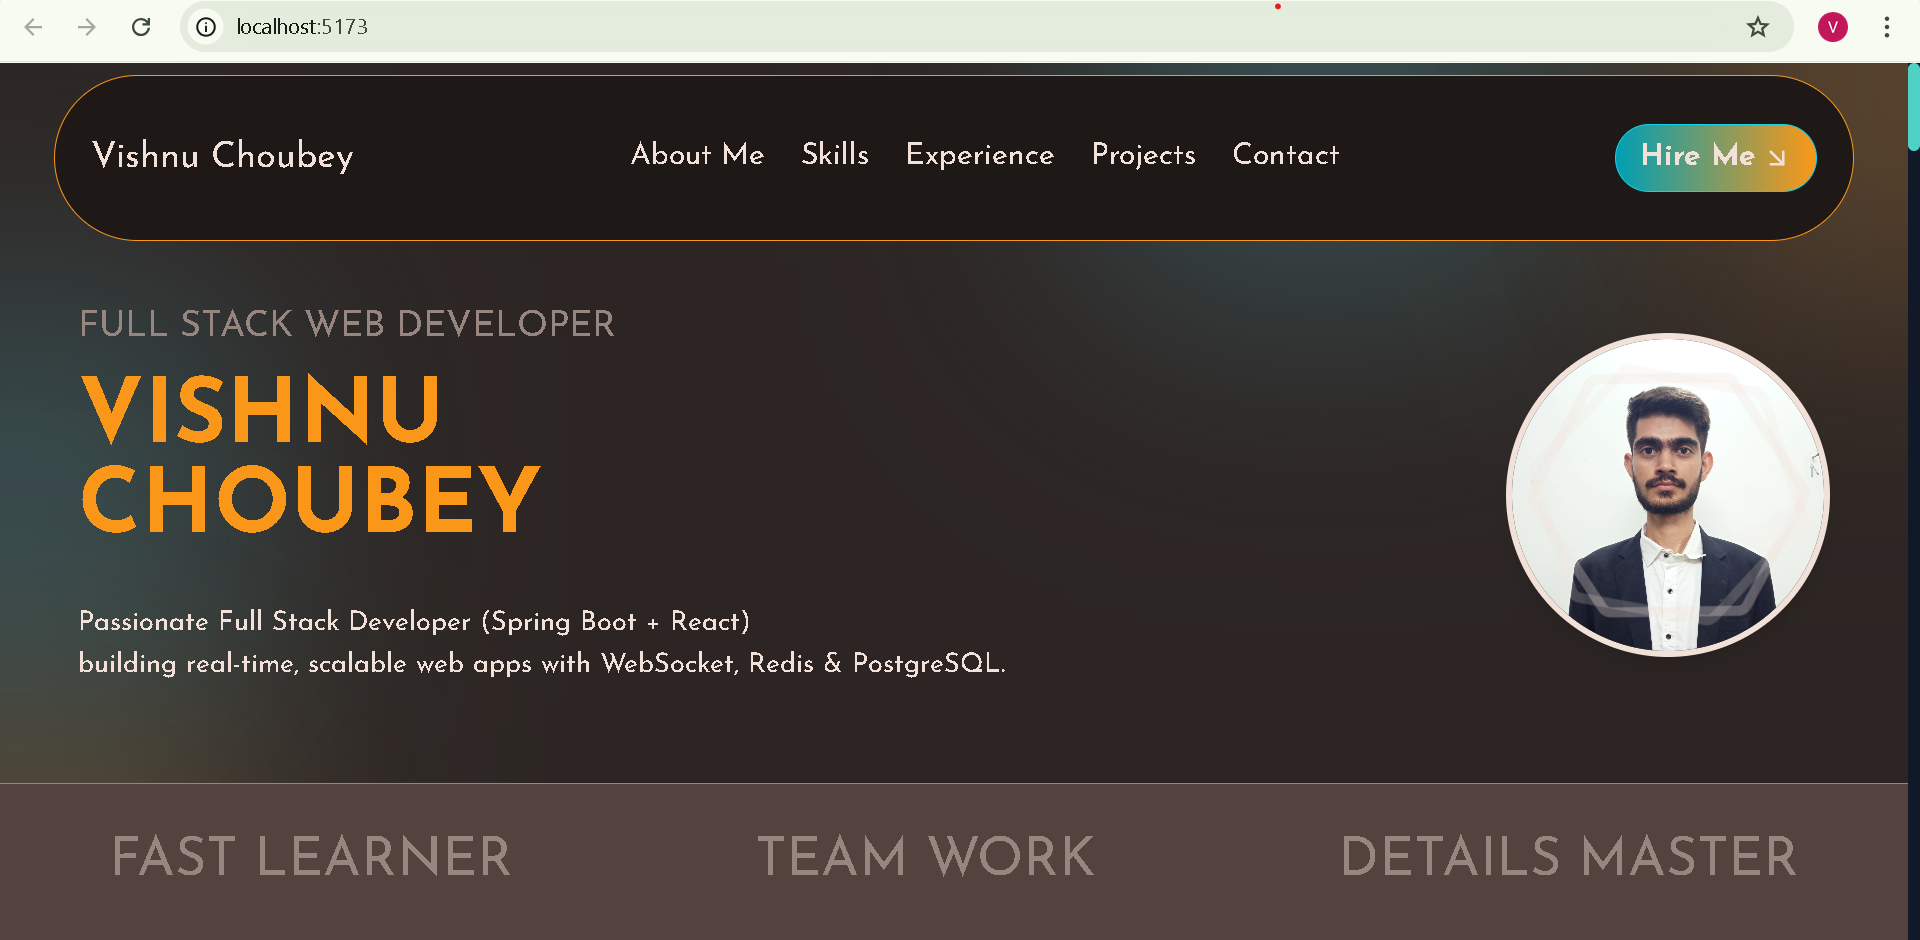 localhost:5173
V
Vishnu Choubey
About Me Skills Experience Projects Contact
Hire Me
FULL STACK WEB DEVELOPER
VISHNU
CHOUBEY
Passionate Full Stack Developer (Spring Boot + React)
building real-time, scalable web apps with WebSocket, Redis & PostgreSQL.
FAST LEARNER TEAM WORK DETAILS MASTER